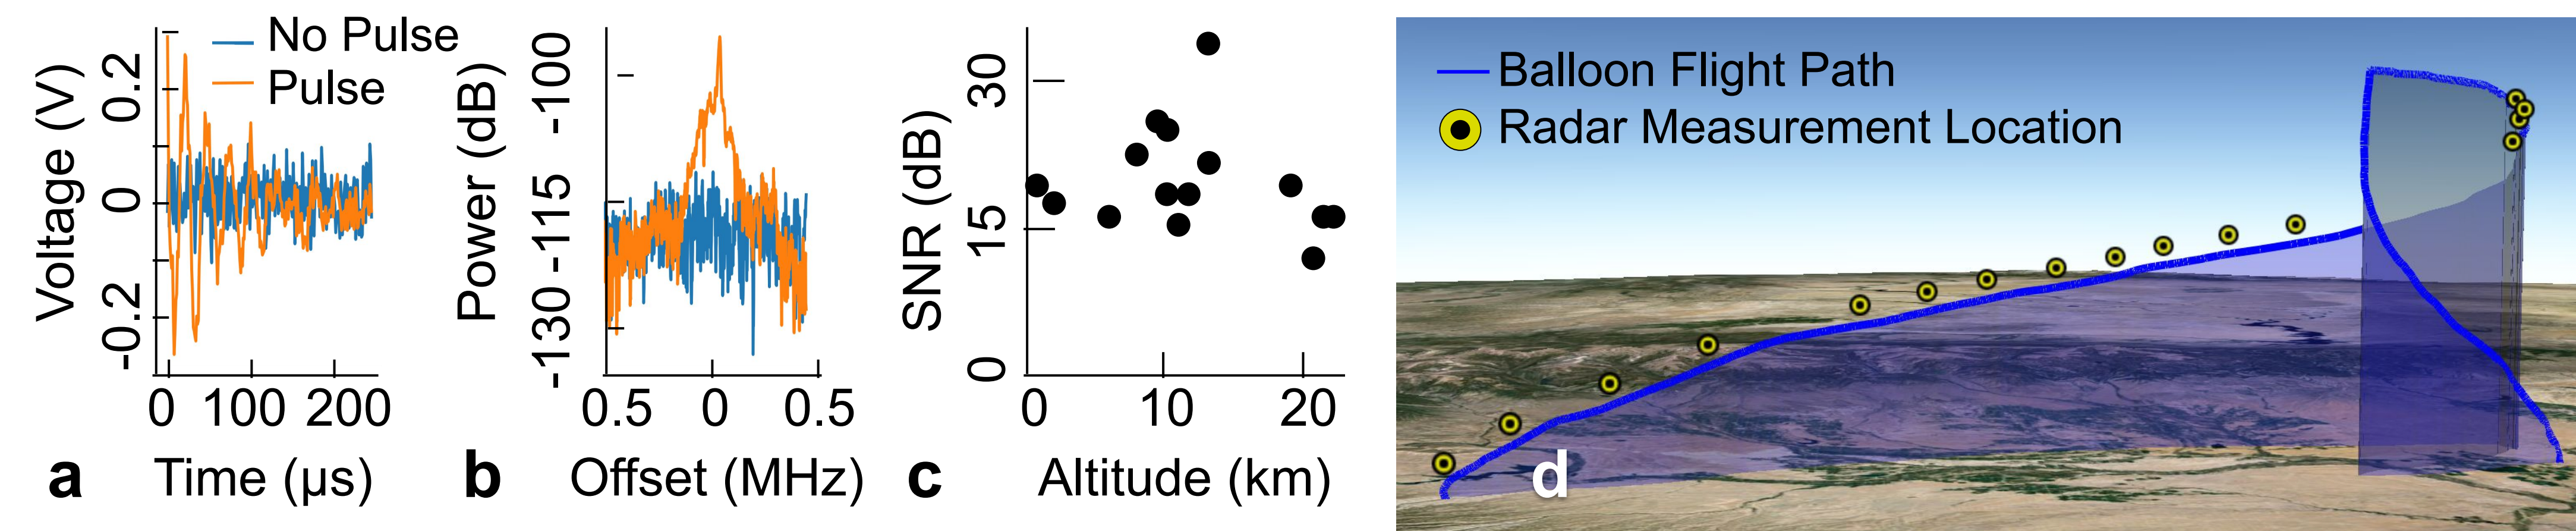 No Pulse
Pulse
Voltage (V)
0.2
0
-0.2
0 100 200
a Time (µs)
Power (dB)
-100
-115
-130
0.5 0 0.5
b Offset (MHz)
SNR (dB)
30
15
0
0 10 20
c Altitude (km)
Balloon Flight Path
Radar Measurement Location
d